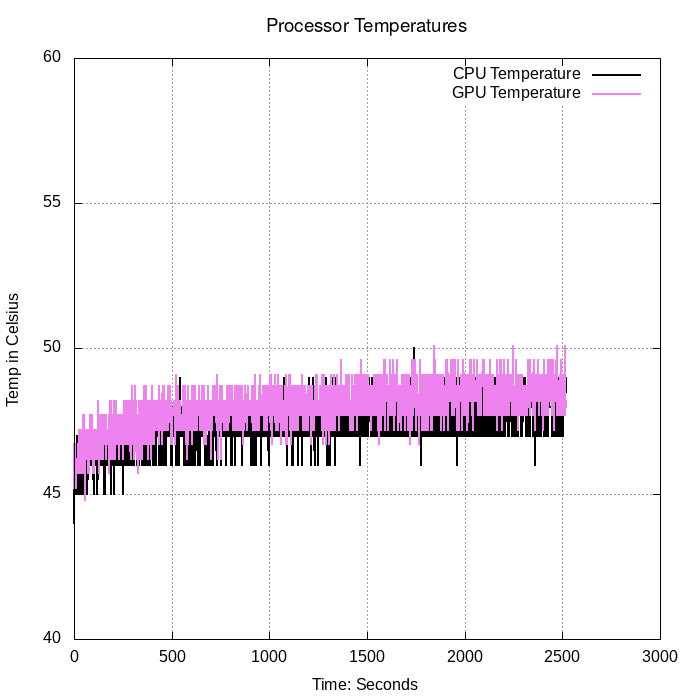 Processor Temperatures
60
CPU Temperature
GPU Temperature
55
50
Temp in Celsius
45
40
0 500 1000 1500 2000 2500 3000
Time: Seconds